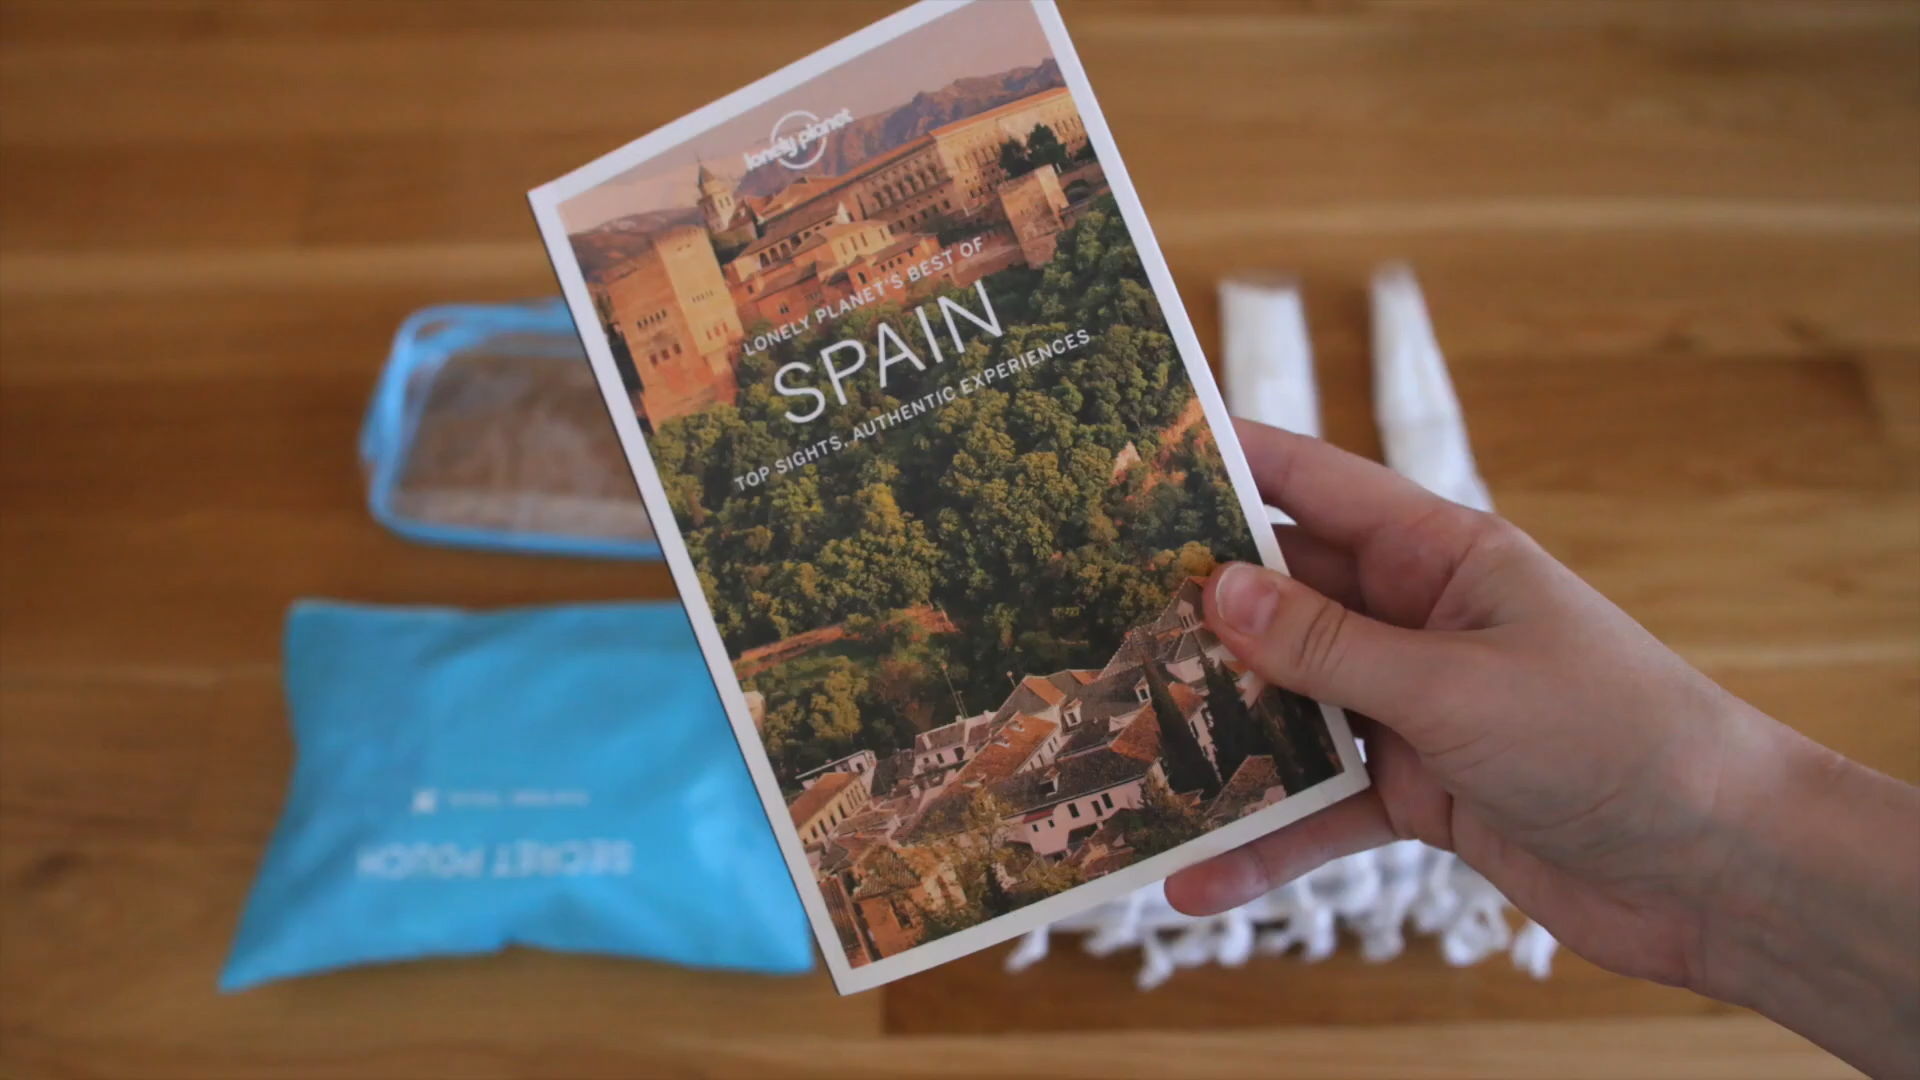 lonely planet
LONELY PLANET'S BEST OF
SPAIN
TOP SIGHTS, AUTHENTIC EXPERIENCES
SECRET POUCH